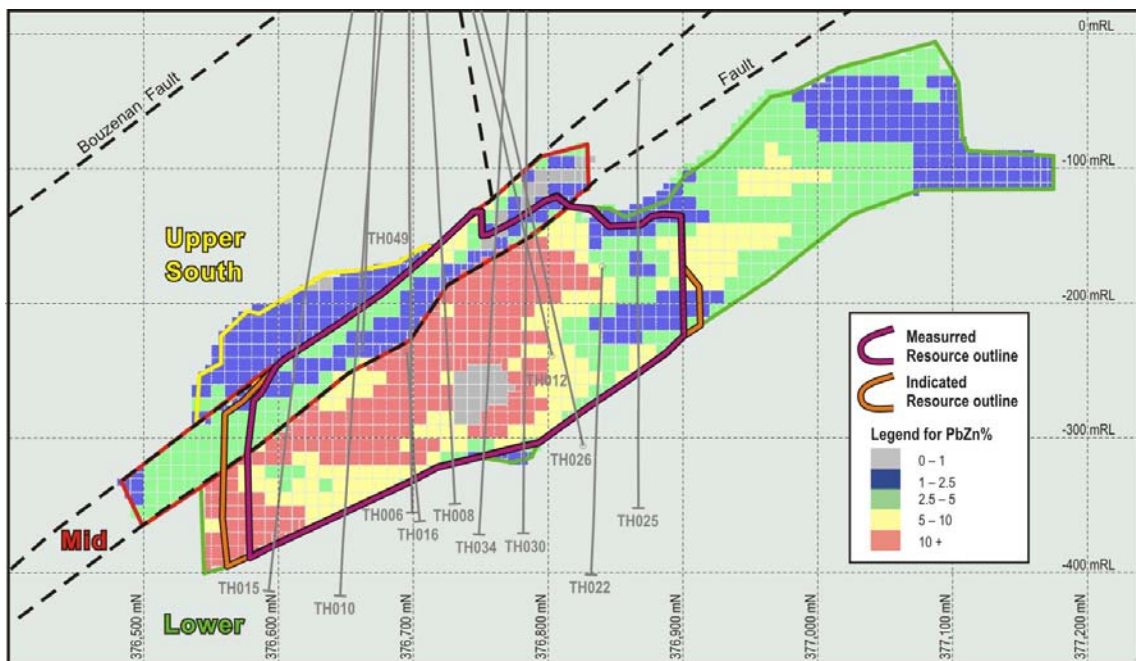 0 mRL
Bouzenan Fault
Fault
-100 mRL
Upper
South
TH049
-200 mRL
Measurred
Resource outline
Indicated
Resource outline
Legend for PbZn%
0 – 1
1 – 2.5
2.5 – 5
5 – 10
10 +
TH012
-300 mRL
TH026
TH006
TH008
TH016
TH034
TH030
TH025
Mid
-400 mRL
TH015
TH010
TH022
Lower
376,500 mN
376,600 mN
376,700 mN
376,800 mN
376,900 mN
377,000 mN
377,100 mN
377,200 mN